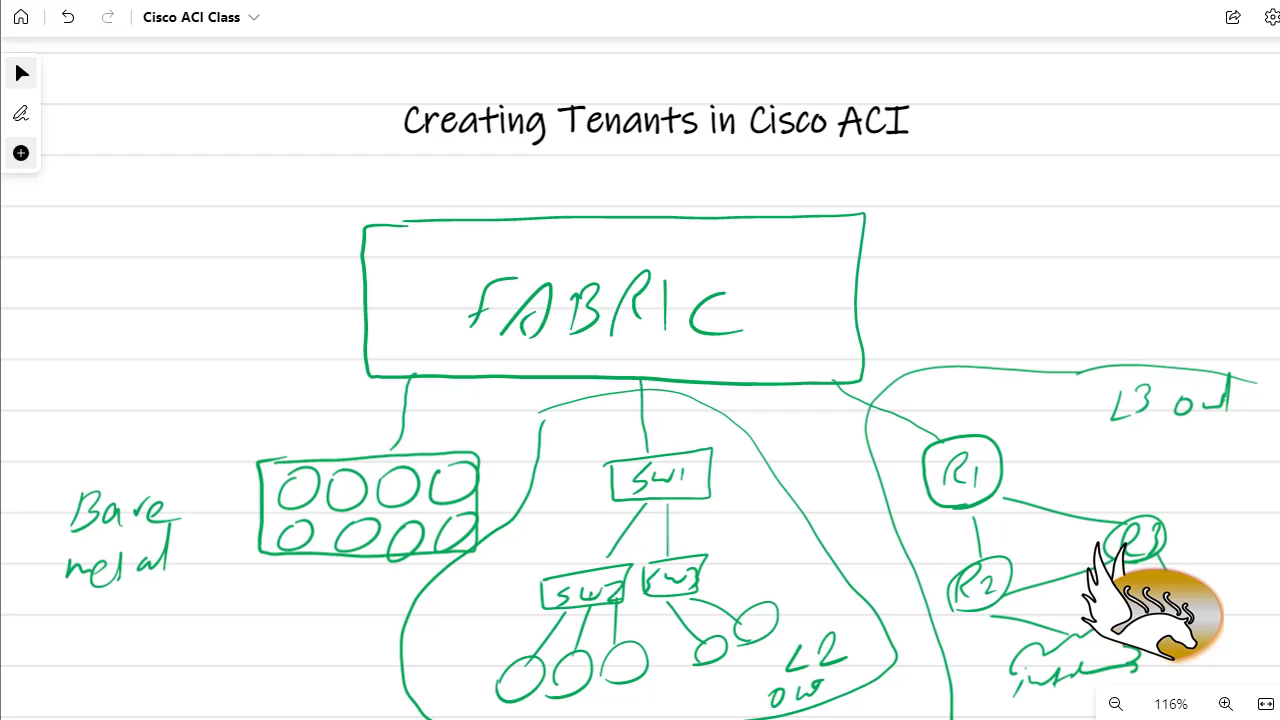 Cisco ACI Class
Creating Tenants in Cisco ACI
FABRIC
L3 out
SW1
R1
Bare
metal
R3
SW2
SW3
R2
L2
out
116%